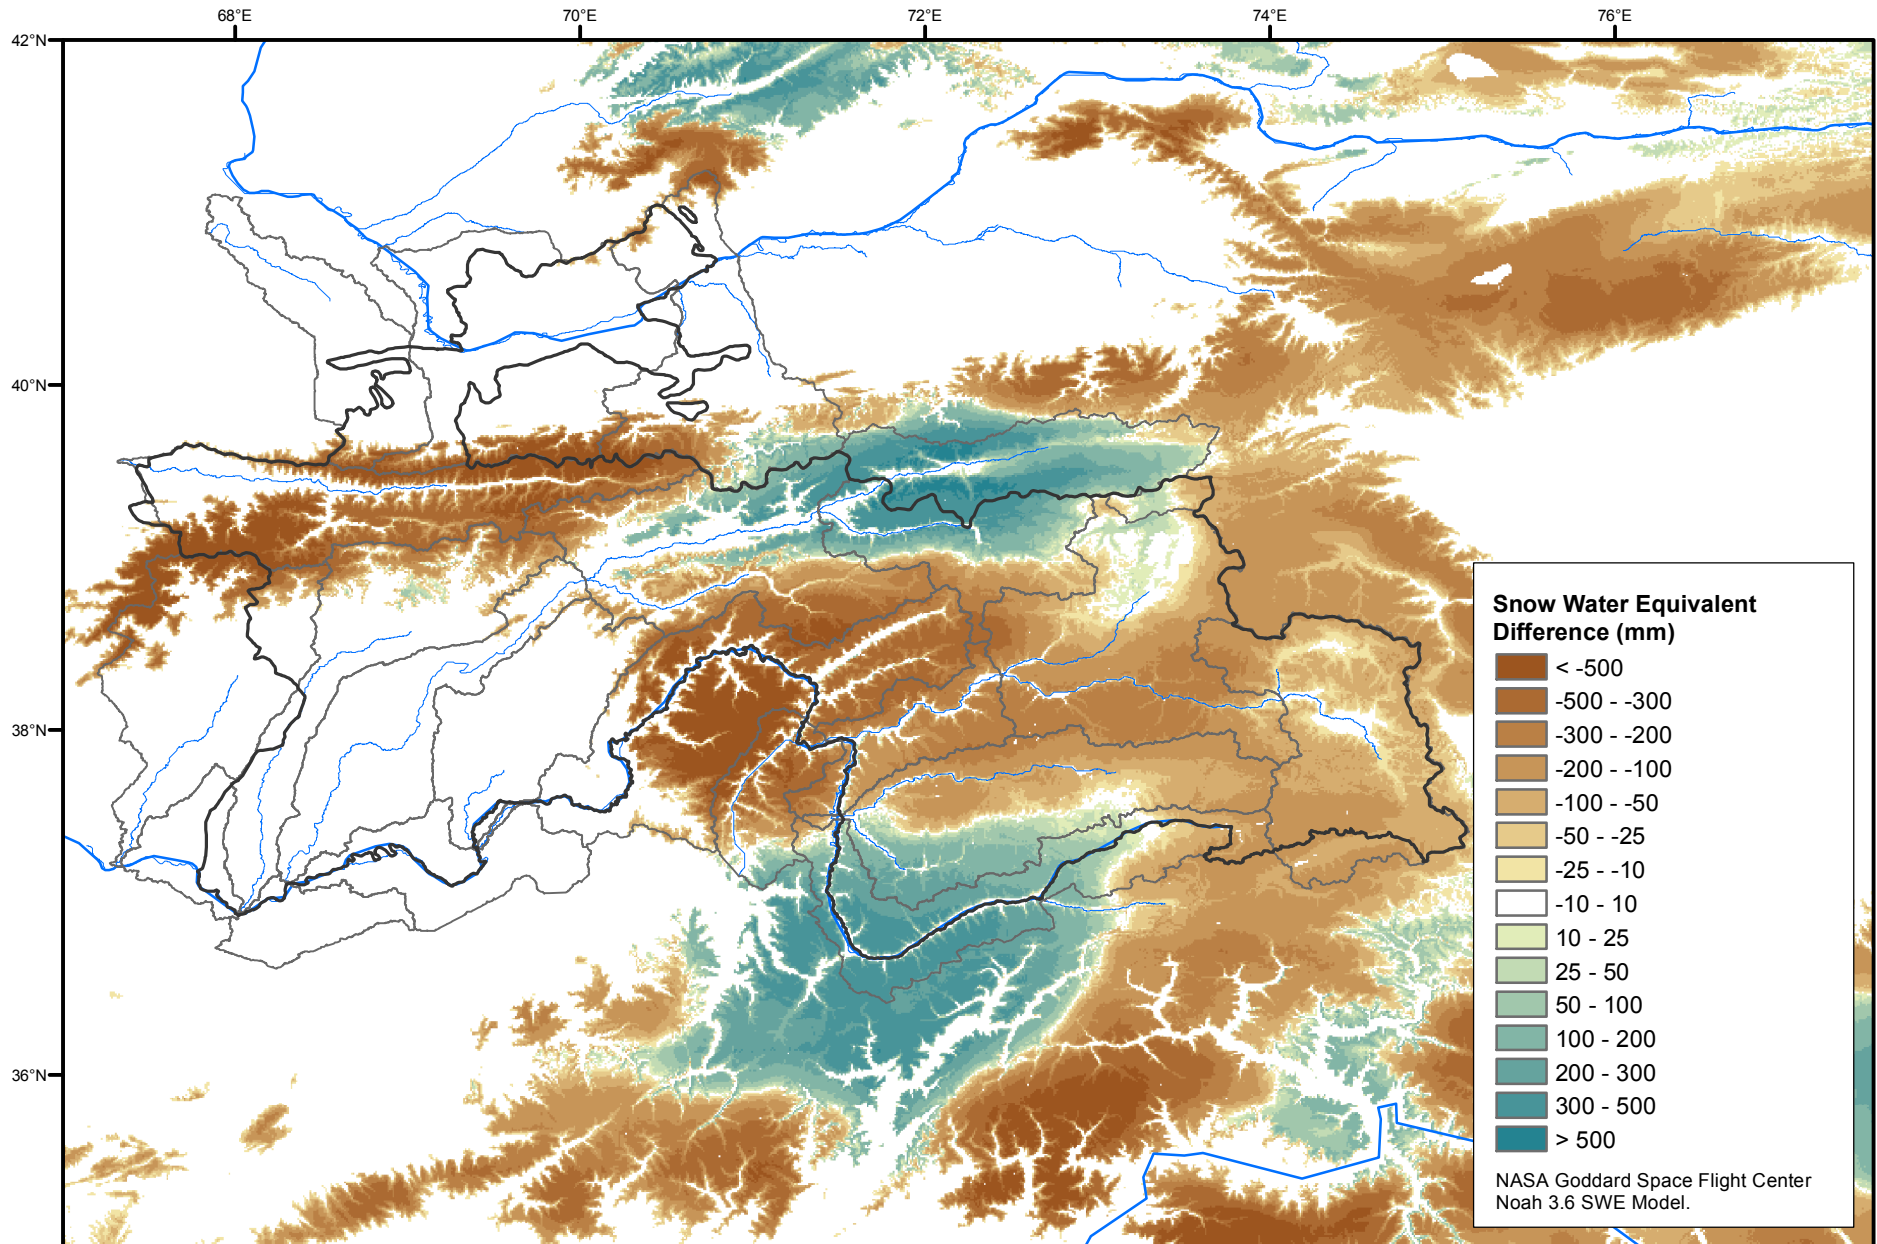 68°E
70°E
72°E
74°E
76°E
42°N
40°N
38°N
36°N
Snow Water Equivalent
Difference (mm)
< -500
-500 - -300
-300 - -200
-200 - -100
-100 - -50
-50 - -25
-25 - -10
-10 - 10
10 - 25
25 - 50
50 - 100
100 - 200
200 - 300
300 - 500
> 500
NASA Goddard Space Flight Center
Noah 3.6 SWE Model.